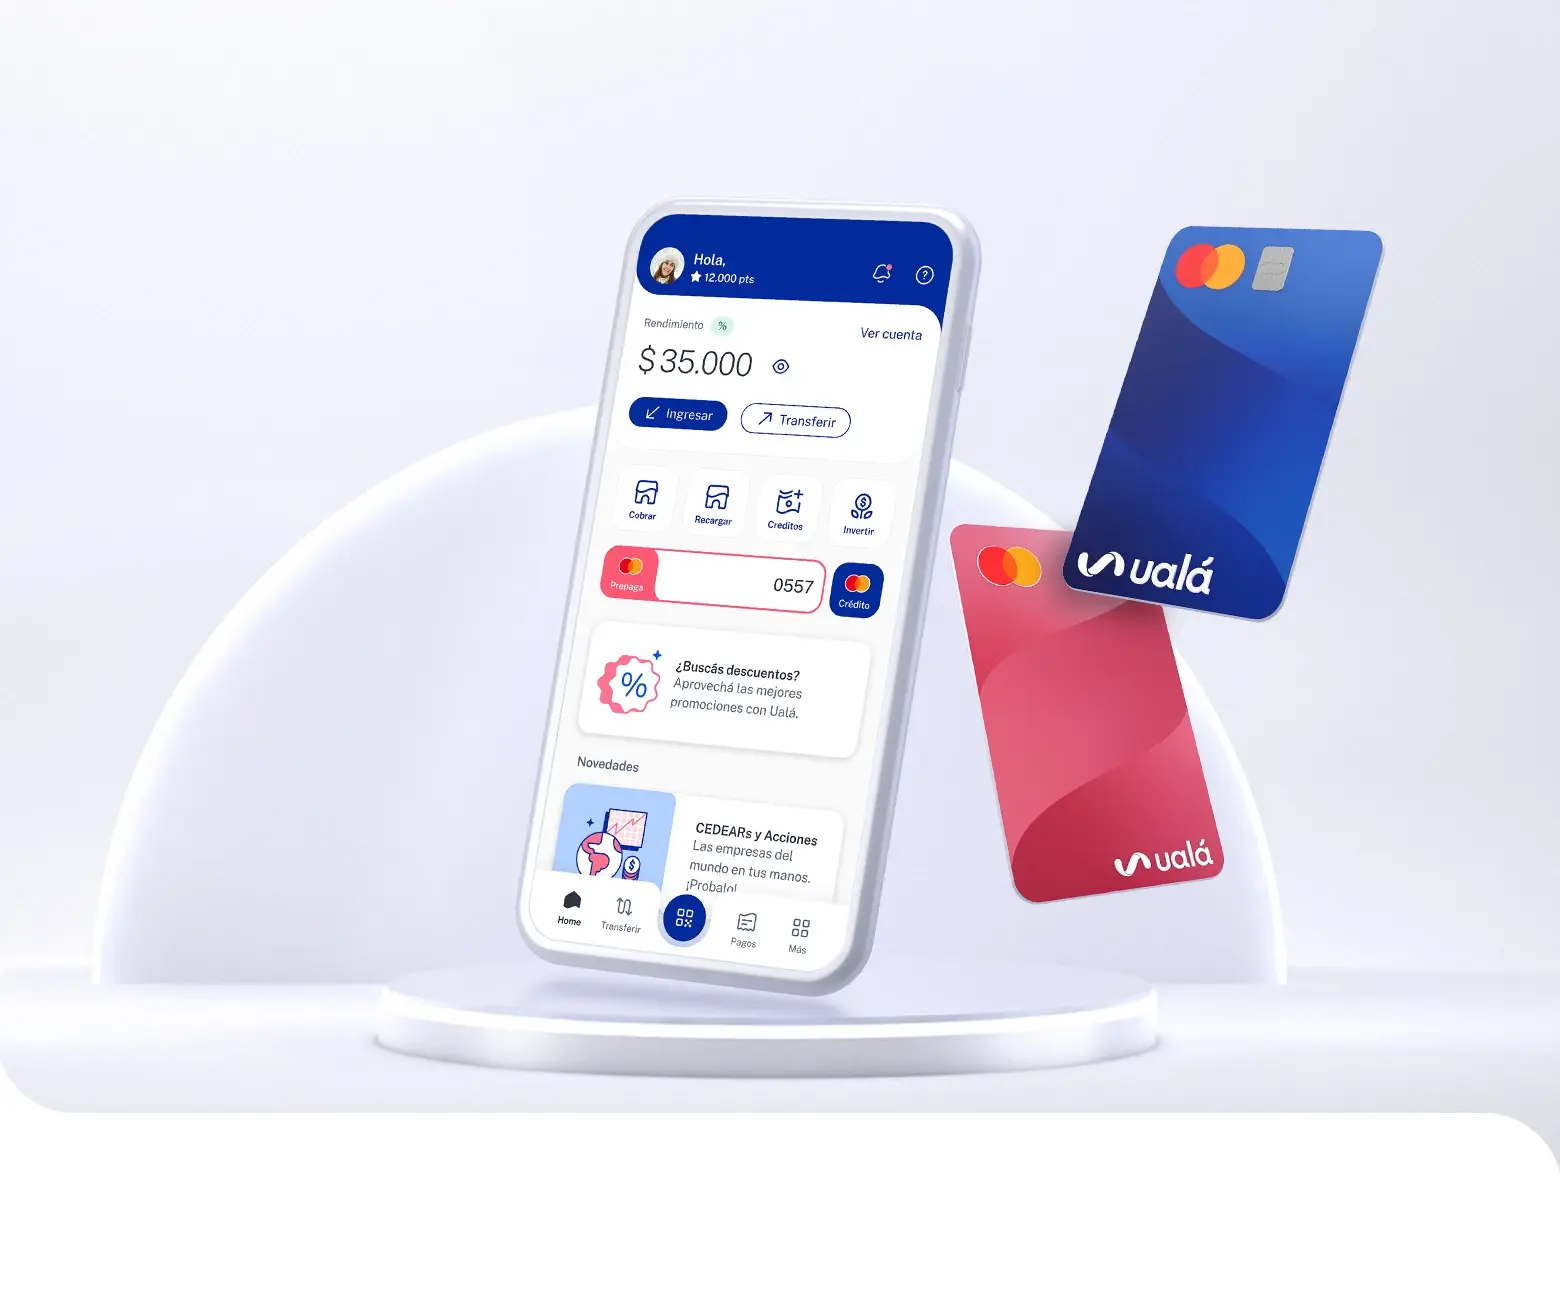 Hola,
12.000 pts
Rendimiento %
Ver cuenta
$ 35.000
Ingresar
Transferir
Cobrar
Recargar
Creditos
Invertir
Prepaga
0557
Crédito
%
¿Buscás descuentos?
Aprovechá las mejores
promociones con Ualá.
Novedades
CEDEARs y Acciones
Las empresas del
mundo en tus manos.
¡Probalo!
Home
Transferir
Pagos
Más
ualá
ualá